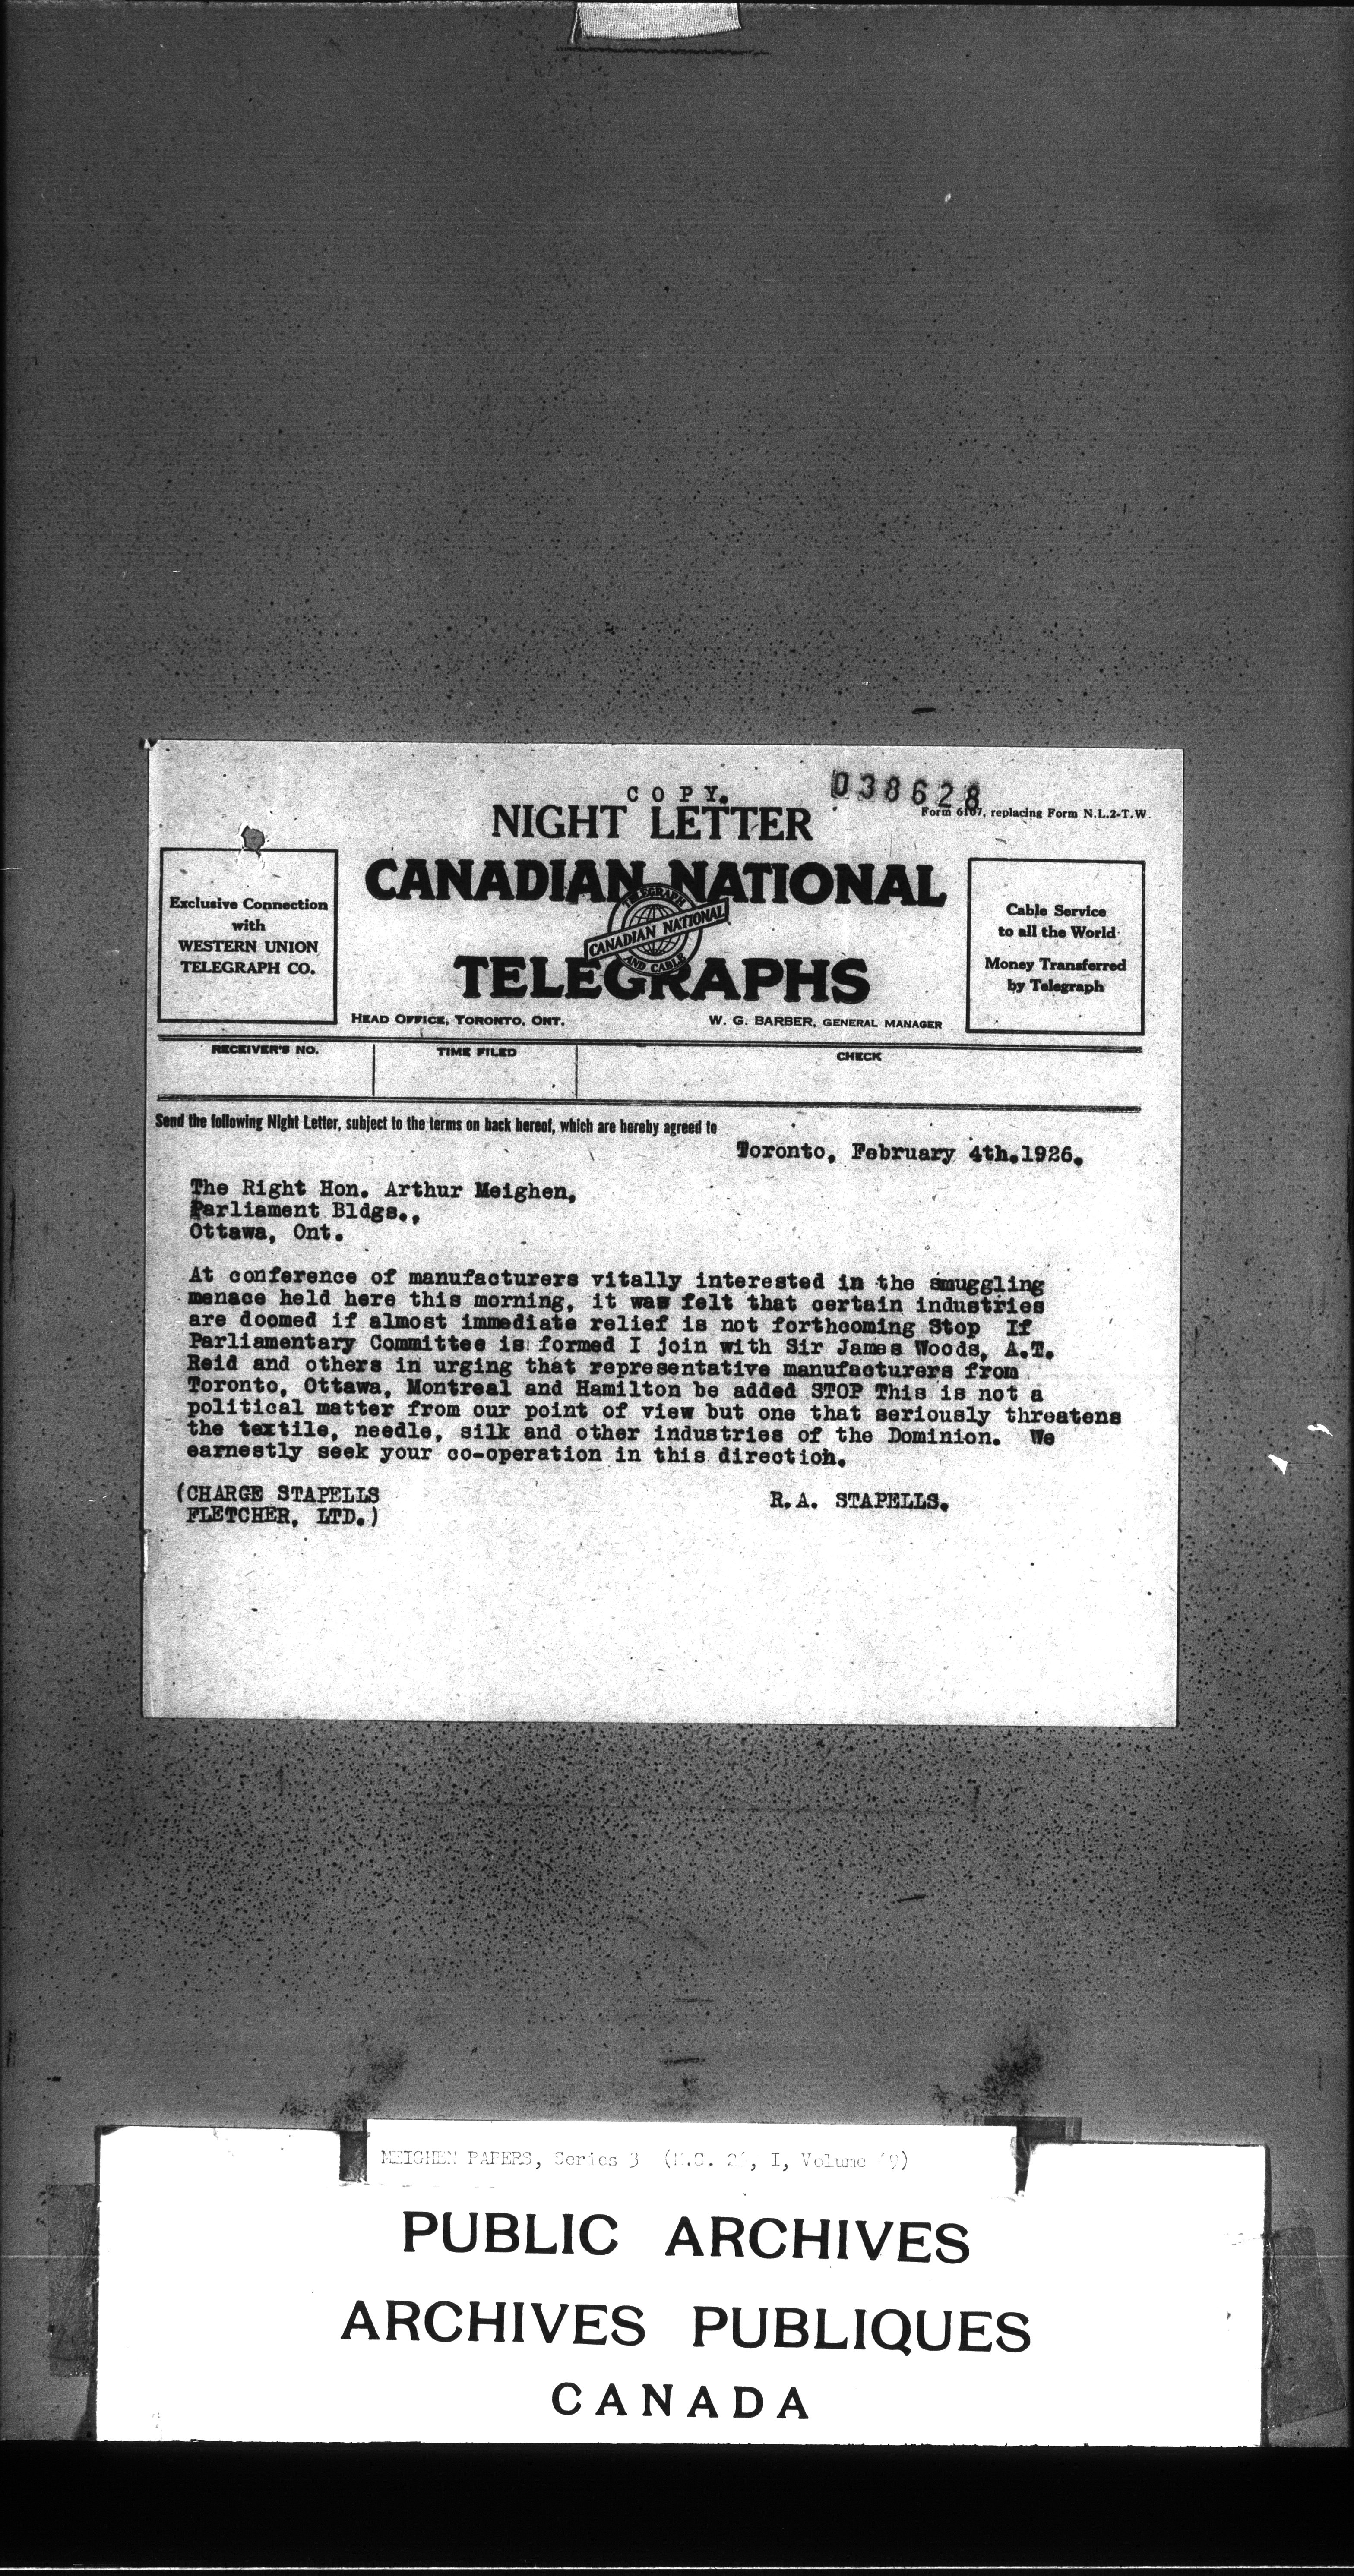 COPY.
038628
NIGHT LETTER
Form 6107, replacing Form N.L.2-T.W.
CANADIAN NATIONAL
TELEGRAPH
CANADIAN NATIONAL
AND CABLE
TELEGRAPHS
Exclusive Connection
with
WESTERN UNION
TELEGRAPH CO.
Cable Service
to all the World
Money Transferred
by Telegraph
HEAD OFFICE, TORONTO, ONT.
W. G. BARBER, GENERAL MANAGER
RECEIVER'S NO.
TIME FILED
CHECK
Send the following Night Letter, subject to the terms on back hereof, which are hereby agreed to
Toronto, February 4th.1926.
The Right Hon. Arthur Meighen,
Parliament Bldgs.,
Ottawa, Ont.
At conference of manufacturers vitally interested in the smuggling
menace held here this morning, it was felt that certain industries
are doomed if almost immediate relief is not forthcoming Stop If
Parliamentary Committee is formed I join with Sir James Woods, A.T.
Reid and others in urging that representative manufacturers from
Toronto, Ottawa, Montreal and Hamilton be added STOP This is not a
political matter from our point of view but one that seriously threatens
the textile, needle, silk and other industries of the Dominion. We
earnestly seek your co-operation in this direction.
(CHARGE STAPELLS
FLETCHER, LTD.)
R.A. STAPELLS.
MEIGHEN PAPERS, Series 3 (M.G. 26, I, Volume
PUBLIC ARCHIVES
ARCHIVES PUBLIQUES
CANADA